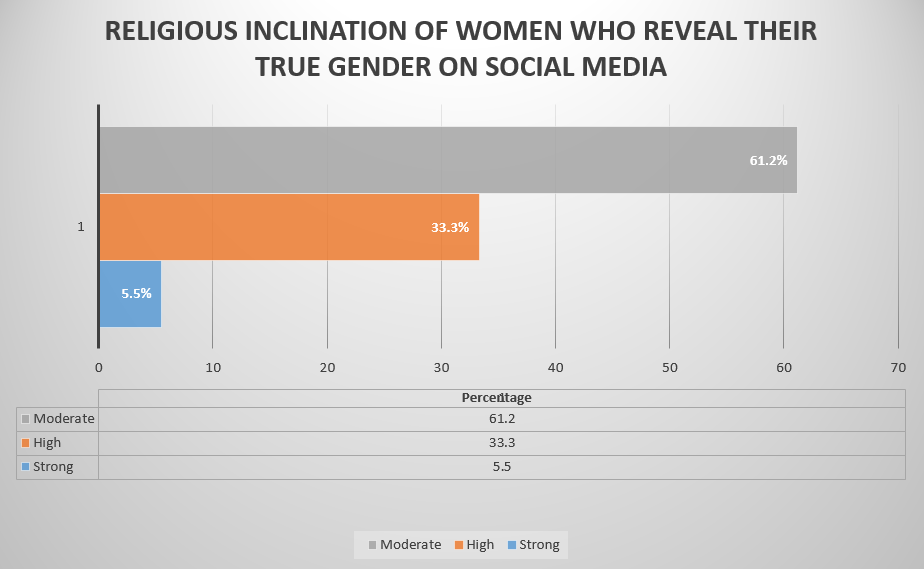 RELIGIOUS INCLINATION OF WOMEN WHO REVEAL THEIR
TRUE GENDER ON SOCIAL MEDIA
61.2%
33.3%
1
5.5%
0 10 20 30 40 50 60 70
Percentage
1
Moderate 61.2
High 33.3
Strong 5.5
Moderate High Strong